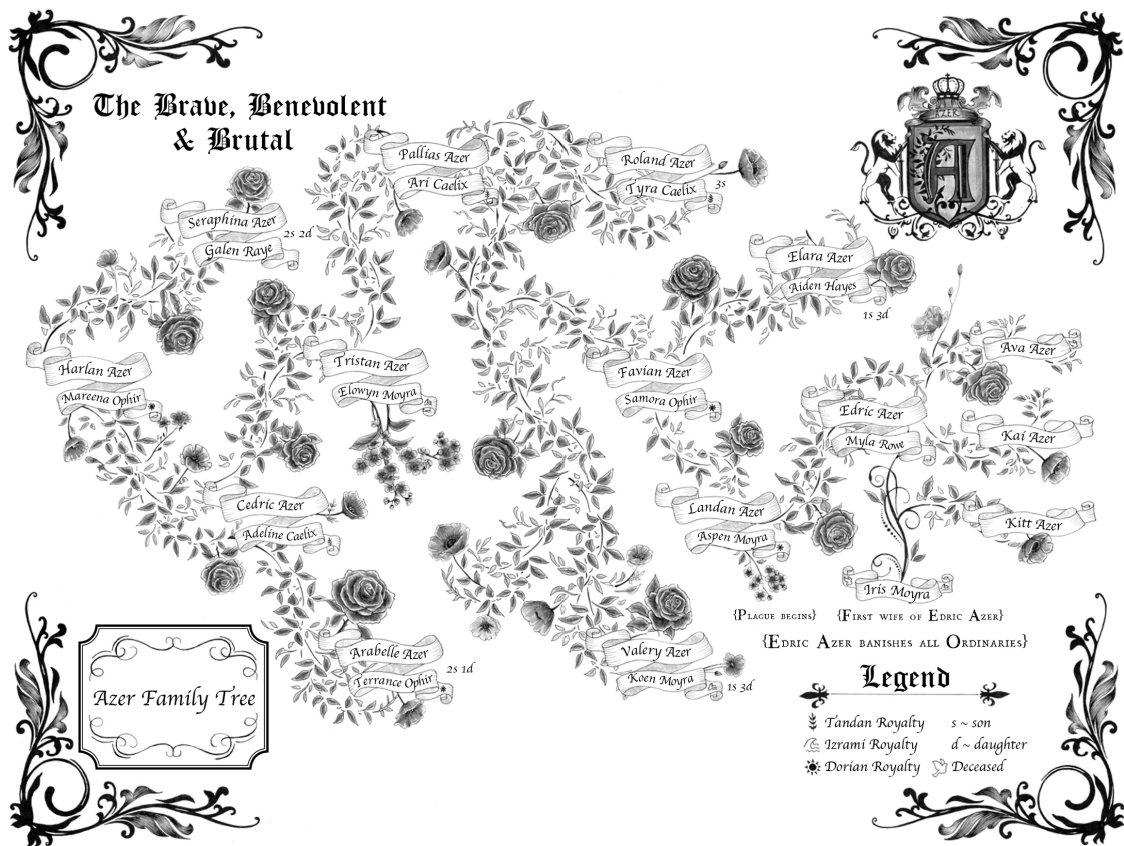 The Brave, Benevolent
& Brutal
AZER
A
Pallias Azer
Ari Caelix
Roland Azer
Tyra Caelix
3s
Seraphina Azer
2s 2d
Galen Raye
Elara Azer
Aiden Hayes
1s 3d
Harlan Azer
Mareena Ophir
Tristan Azer
Elowyn Moyra
Favian Azer
Samora Ophir
Ava Azer
Edric Azer
Myla Rowe
Kai Azer
Kitt Azer
Cedric Azer
Adeline Caelix
Landan Azer
Aspen Moyra
Iris Moyra
{Plague begins}
{First wife of Edric Azer}
{Edric Azer banishes all Ordinaries}
Arabelle Azer
Terrance Ophir
2s 1d
Valery Azer
Koen Moyra
1s 3d
Azer Family Tree
Legend
Tandan Royalty
s ~ son
Izrami Royalty
d ~ daughter
Dorian Royalty
Deceased